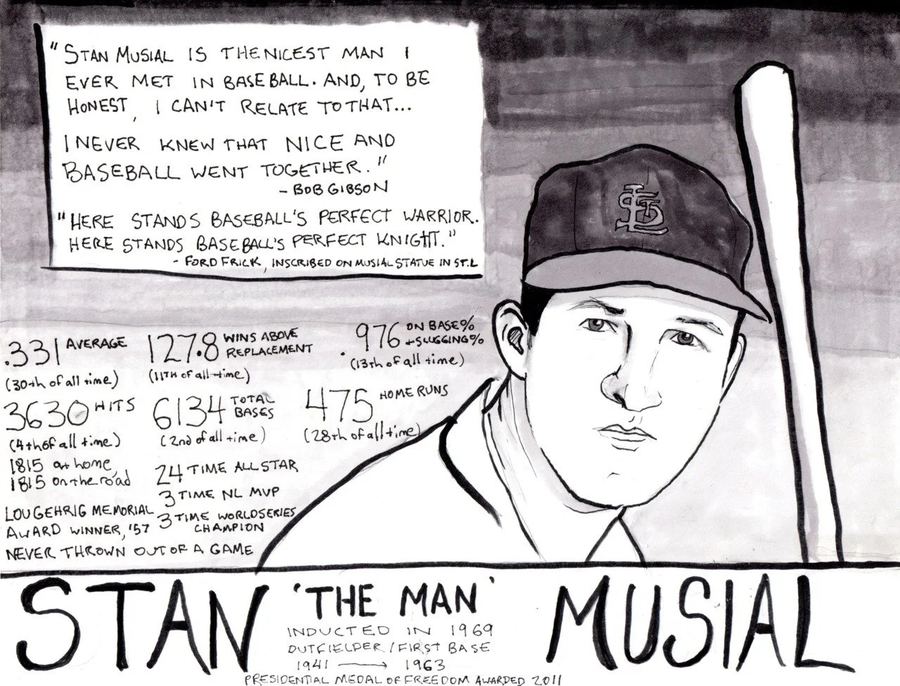 "STAN MUSIAL IS THE NICEST MAN I
EVER MET IN BASEBALL. AND, TO BE
HONEST, I CAN'T RELATE TO THAT...
I NEVER KNEW THAT NICE AND
BASEBALL WENT TOGETHER."
- BOB GIBSON
"HERE STANDS BASEBALL'S PERFECT WARRIOR.
HERE STANDS BASEBALL'S PERFECT KNIGHT."
- FORD FRICK, INSCRIBED ON MUSIAL STATUE IN ST.L
STL
.331 AVERAGE
(30th of all time)
127.8 WINS ABOVE
REPLACEMENT
(11TH of all time)
.976 ON BASE%
+SLUGGING%
(13th of all time)
3630 HITS
(4th of all time)
1815 at home,
1815 on the road
6134 TOTAL
BASES
(2nd of all time)
475 HOME RUNS
(28th of all time)
24 TIME ALL STAR
3 TIME NL MVP
3 TIME WORLD SERIES
CHAMPION
LOU GEHRIG MEMORIAL
AWARD WINNER, '57
NEVER THROWN OUT OF A GAME
STAN 'THE MAN' MUSIAL
INDUCTED IN 1969
OUTFIELDER/FIRST BASE
1941 → 1963
PRESIDENTIAL MEDAL OF FREEDOM AWARDED 2011